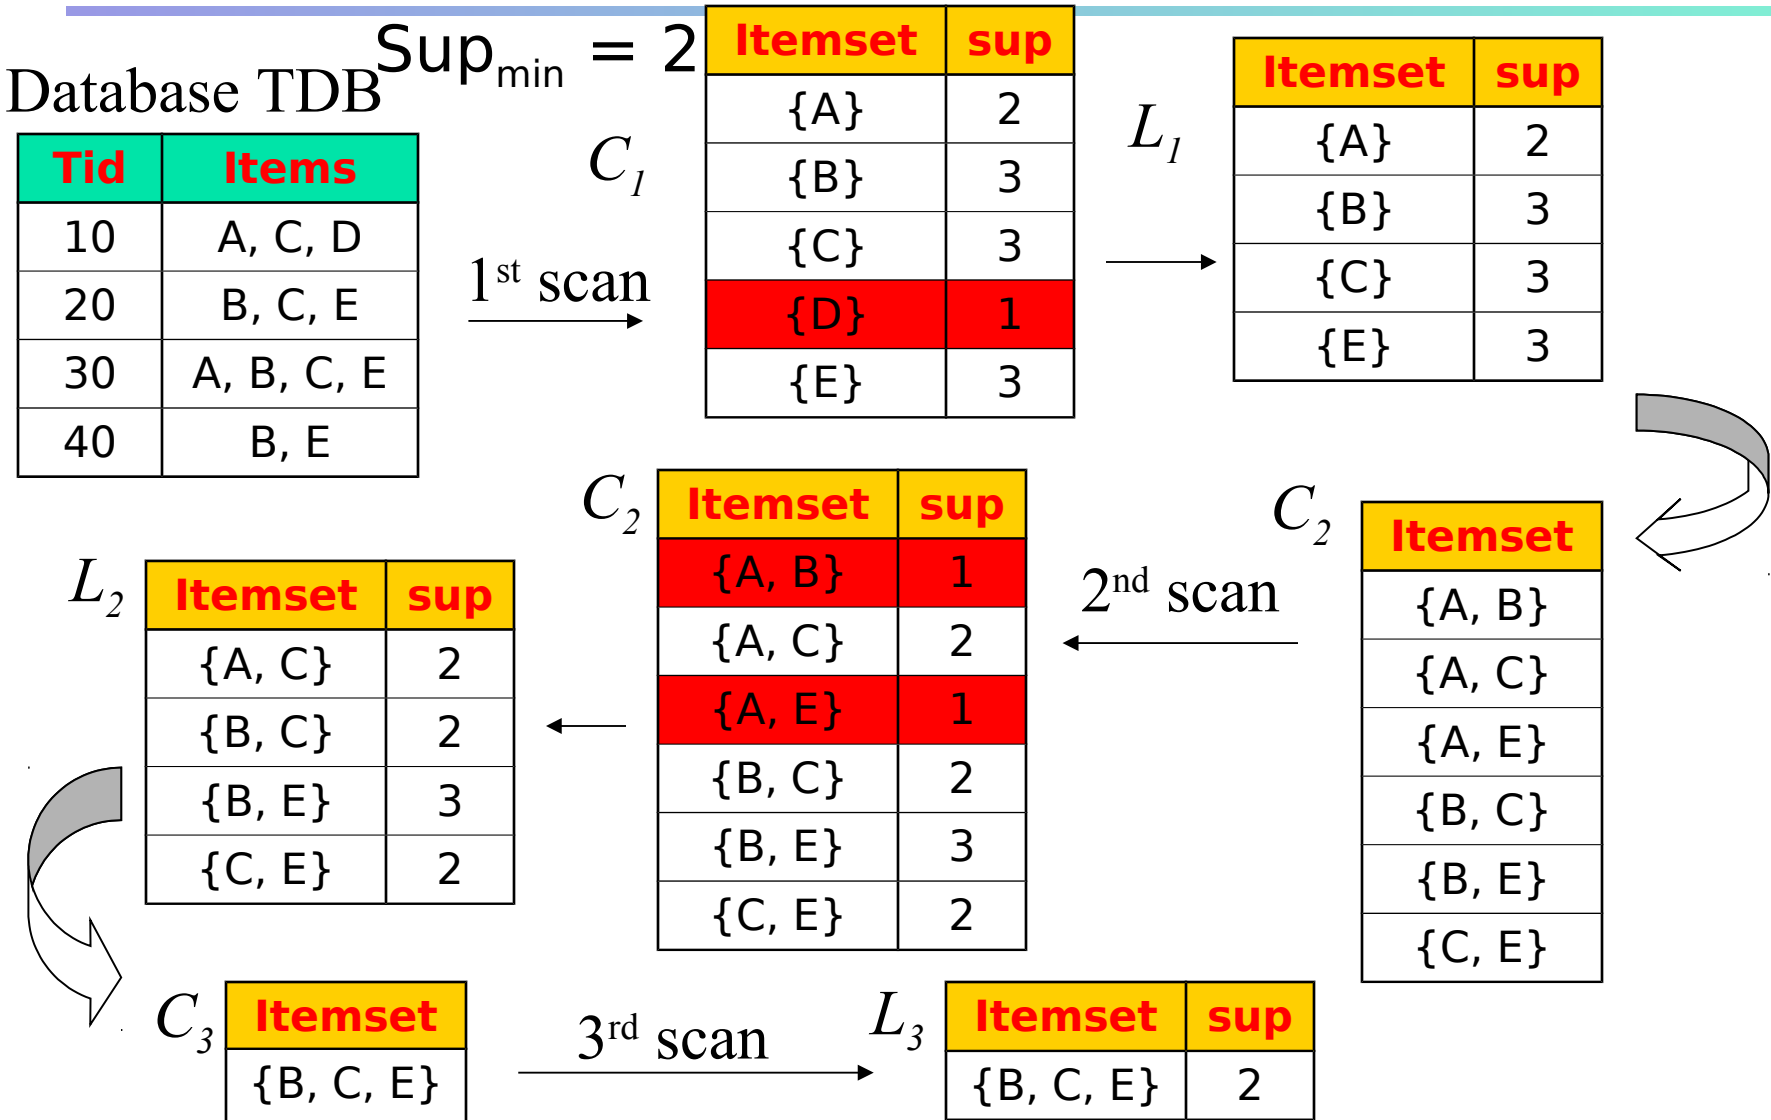 Sup_min = 2
Database TDB
Tid Items
10 A, C, D
20 B, C, E
30 A, B, C, E
40 B, E
1st scan
C1
Itemset sup
{A} 2
{B} 3
{C} 3
{D} 1
{E} 3
L1
Itemset sup
{A} 2
{B} 3
{C} 3
{E} 3
C2
Itemset
{A, B}
{A, C}
{A, E}
{B, C}
{B, E}
{C, E}
2nd scan
C2
Itemset sup
{A, B} 1
{A, C} 2
{A, E} 1
{B, C} 2
{B, E} 3
{C, E} 2
L2
Itemset sup
{A, C} 2
{B, C} 2
{B, E} 3
{C, E} 2
C3
Itemset
{B, C, E}
3rd scan
L3
Itemset sup
{B, C, E} 2